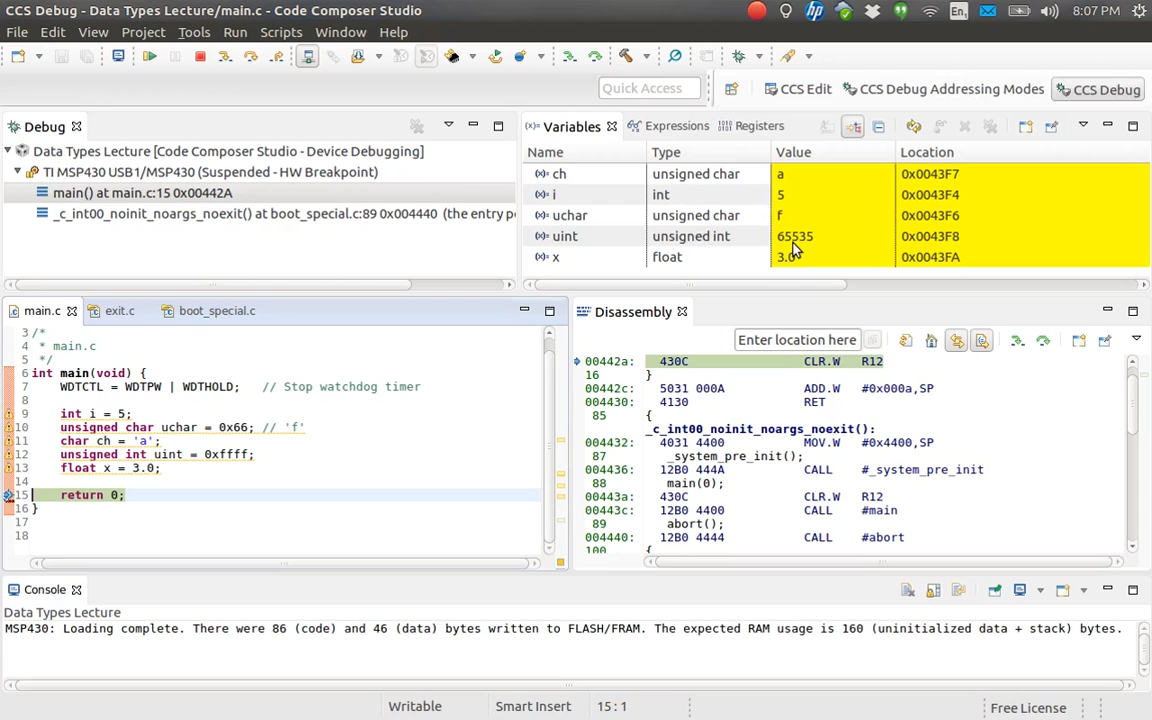 CCS Debug - Data Types Lecture/main.c - Code Composer Studio
En
8:07 PM
File Edit View Project Tools Run Scripts Window Help
Quick Access
CCS Edit
CCS Debug Addressing Modes
CCS Debug
Debug
Data Types Lecture [Code Composer Studio - Device Debugging]
TI MSP430 USB1/MSP430 (Suspended - HW Breakpoint)
main() at main.c:15 0x00442A
_c_int00_noinit_noargs_noexit() at boot_special.c:89 0x004440 (the entry po
(x)= Variables
Expressions
Registers
Name Type Value Location
(x)= ch unsigned char a 0x0043F7
(x)= i int 5 0x0043F4
(x)= uchar unsigned char f 0x0043F6
(x)= uint unsigned int 65535 0x0043F8
(x)= x float 3.0 0x0043FA
main.c
exit.c
boot_special.c
3 /*
4 * main.c
5 */
6 int main(void) {
7 WDTCTL = WDTPW | WDTHOLD; // Stop watchdog timer
8
9 int i = 5;
10 unsigned char uchar = 0x66; // 'f'
11 char ch = 'a';
12 unsigned int uint = 0xffff;
13 float x = 3.0;
14
15 return 0;
16 }
17
18
Disassembly
Enter location here
00442a: 430C CLR.W R12
16 }
00442c: 5031 000A ADD.W #0x000a,SP
004430: 4130 RET
85 {
_c_int00_noinit_noargs_noexit():
004432: 4031 4400 MOV.W #0x4400,SP
87 _system_pre_init();
004436: 12B0 444A CALL #_system_pre_init
88 main(0);
00443a: 430C CLR.W R12
00443c: 12B0 4400 CALL #main
89 abort();
004440: 12B0 4444 CALL #abort
100 {
Console
Data Types Lecture
MSP430: Loading complete. There were 86 (code) and 46 (data) bytes written to FLASH/FRAM. The expected RAM usage is 160 (uninitialized data + stack) bytes.
Writable
Smart Insert
15 : 1
Free License